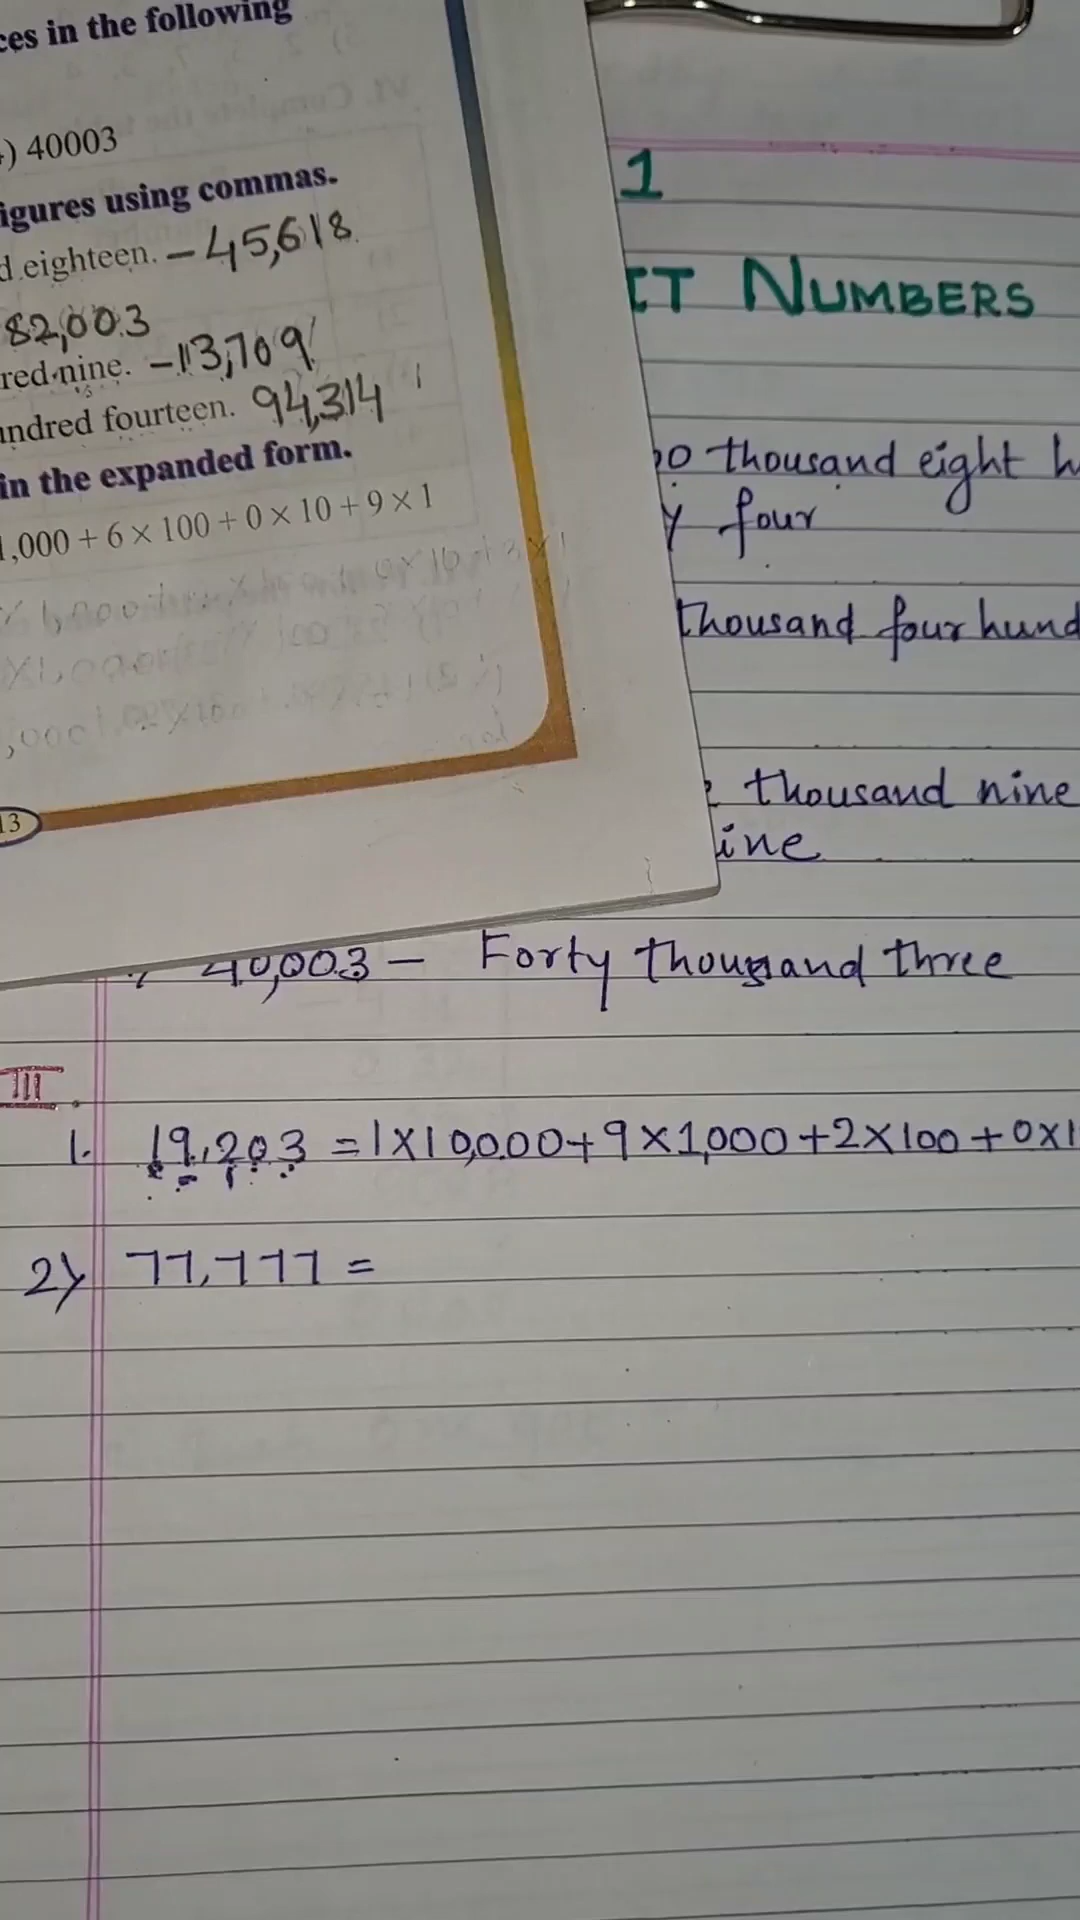 ces in the following
) 40003
igures using commas.
d eighteen. – 45,618
82,003
red nine. – 13,709
undred fourteen. 94,314
in the expanded form.
1,000 + 6 × 100 + 0 × 10 + 9 × 1
13
1
IT NUMBERS
thousand eight h
y four
thousand four hund
thousand nine
ine
40,003 – Forty thousand three
III.
1. 19,203 = 1 X 10,000 + 9 X 1,000 + 2 X 100 + 0 X 1
2) 77,777 =